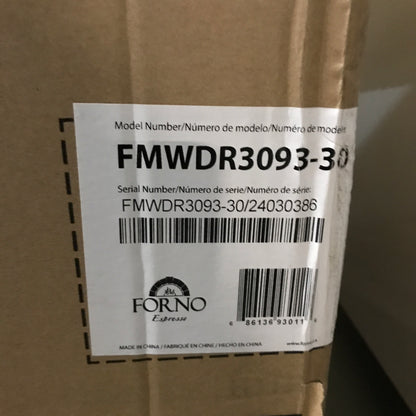 Model Number/Número de modelo/Numéro de modèle
FMWDR3093-30
Serial Number/Número de serie/Numéro de série:
FMWDR3093-30/24030386
FORNO
Espresso
MADE IN CHINA / FABRIQUÉ EN CHINE / HECHO EN CHINA